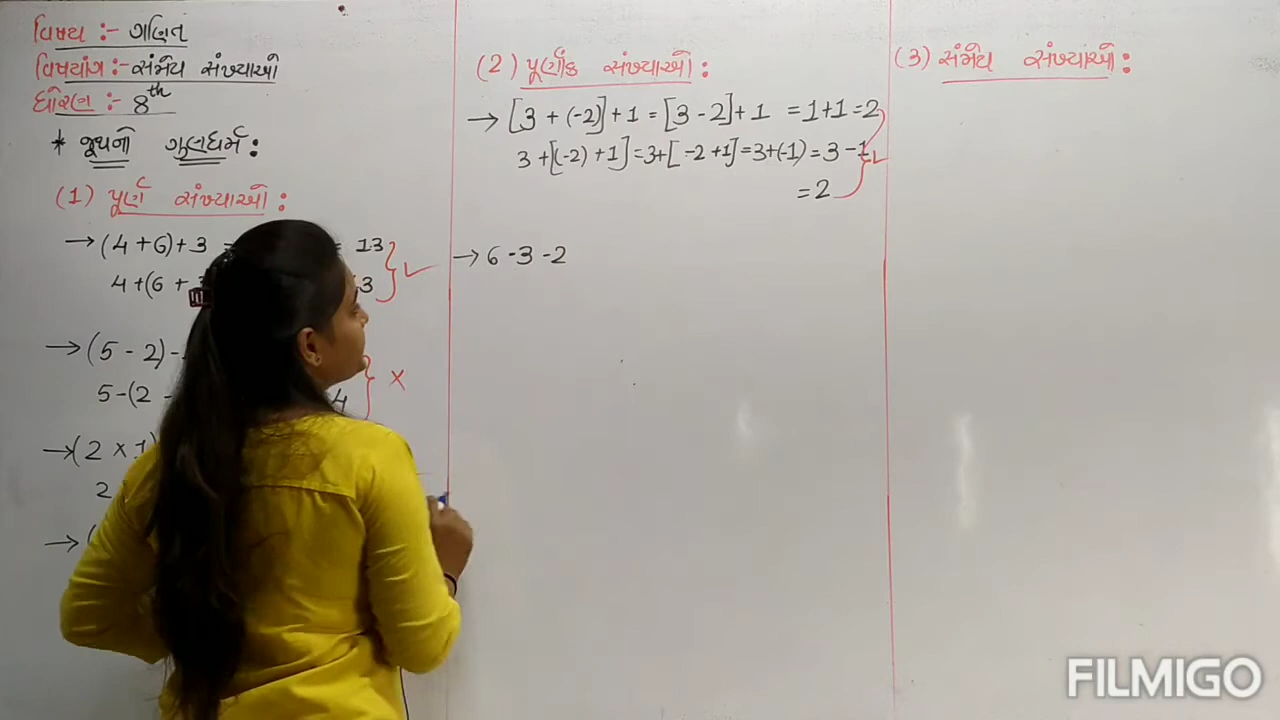 વિષય :- ગણિત
વિષયાંગ :- સંમેય સંખ્યાઓ
ધોરણ :- 8th
* જૂથનો ગુણધર્મ :
(1) પૂર્ણ સંખ્યાઓ :
→ (4 + 6) + 3 = 13
4 + (6 +
→ (5 - 2) -
5 - (2 - 4
→ (2 × 1)
2
→ (
(2) પૂર્ણાંક સંખ્યાઓ :
→ [3 + (-2)] + 1 = [3 - 2] + 1 = 1 + 1 = 2
3 + [(-2) + 1] = 3 + [-2 + 1] = 3 + (-1) = 3 - 1
= 2
→ 6 - 3 - 2
(3) સંમેય સંખ્યાઓ :
FILMIGO